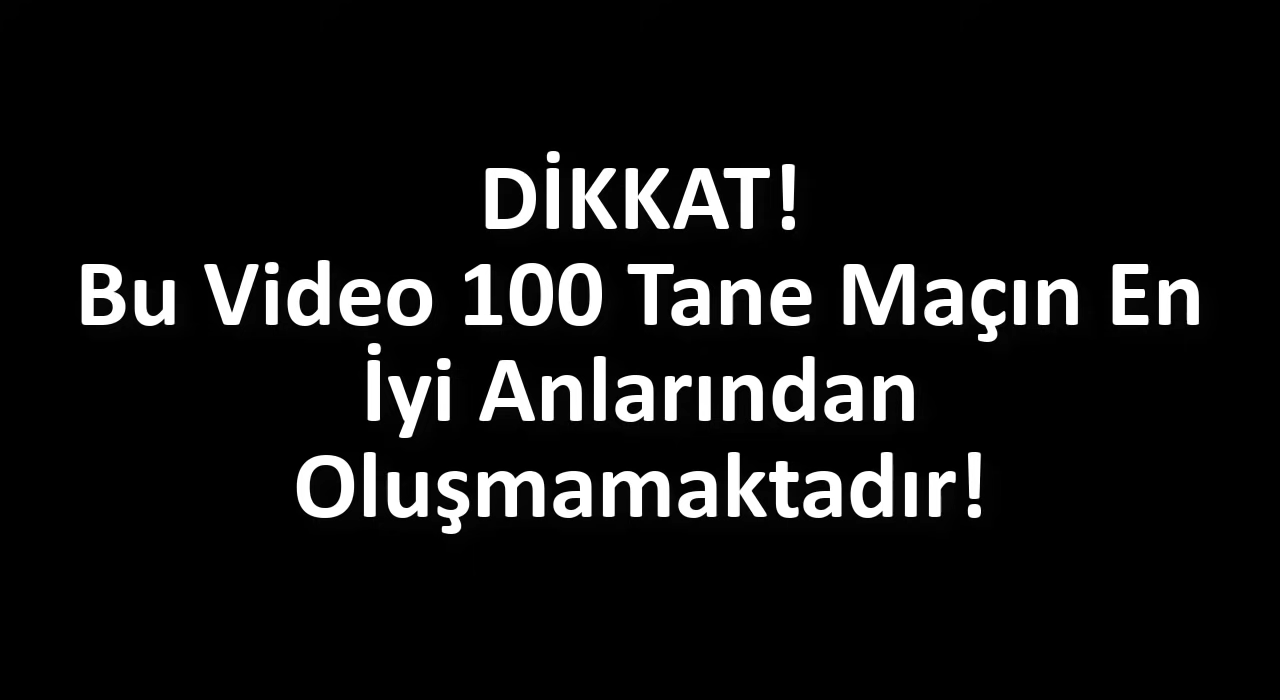 DİKKAT!
Bu Video 100 Tane Maçın En
İyi Anlarından
Oluşmamaktadır!